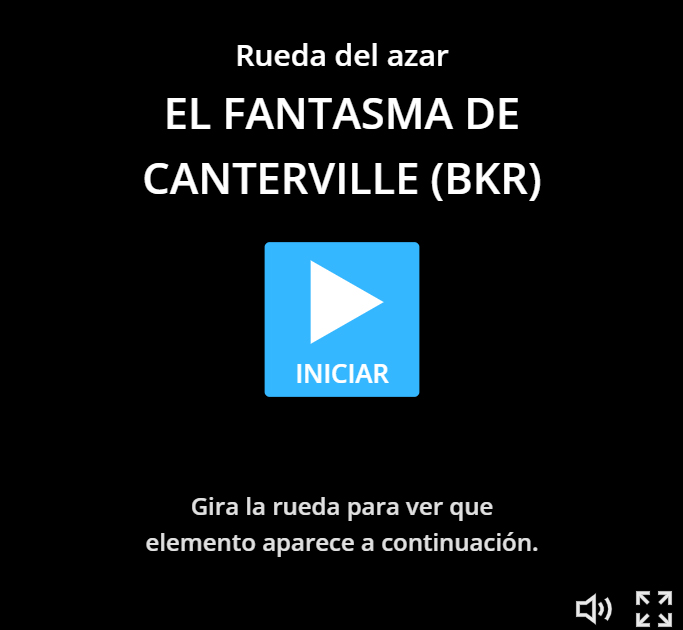 Rueda del azar
EL FANTASMA DE
CANTERVILLE (BKR)
INICIAR
Gira la rueda para ver que
elemento aparece a continuación.